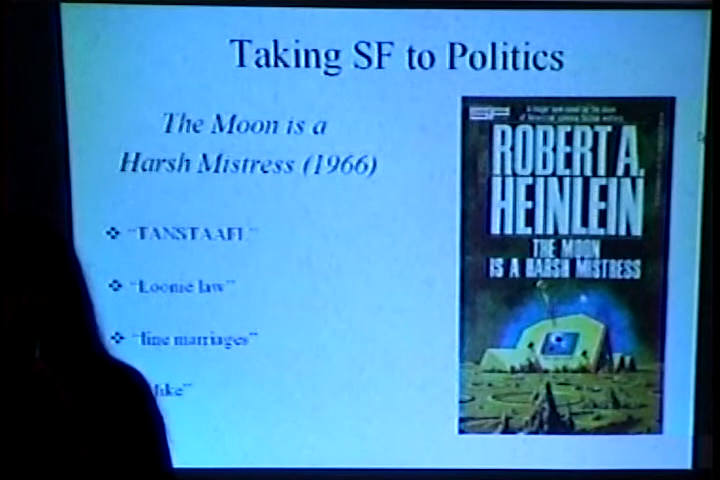 Taking SF to Politics
The Moon is a
Harsh Mistress (1966)
"TANSTAAFL"
"Loonie law"
"line marriages"
ROBERT A.
HEINLEIN
THE MOON
IS A HARSH MISTRESS